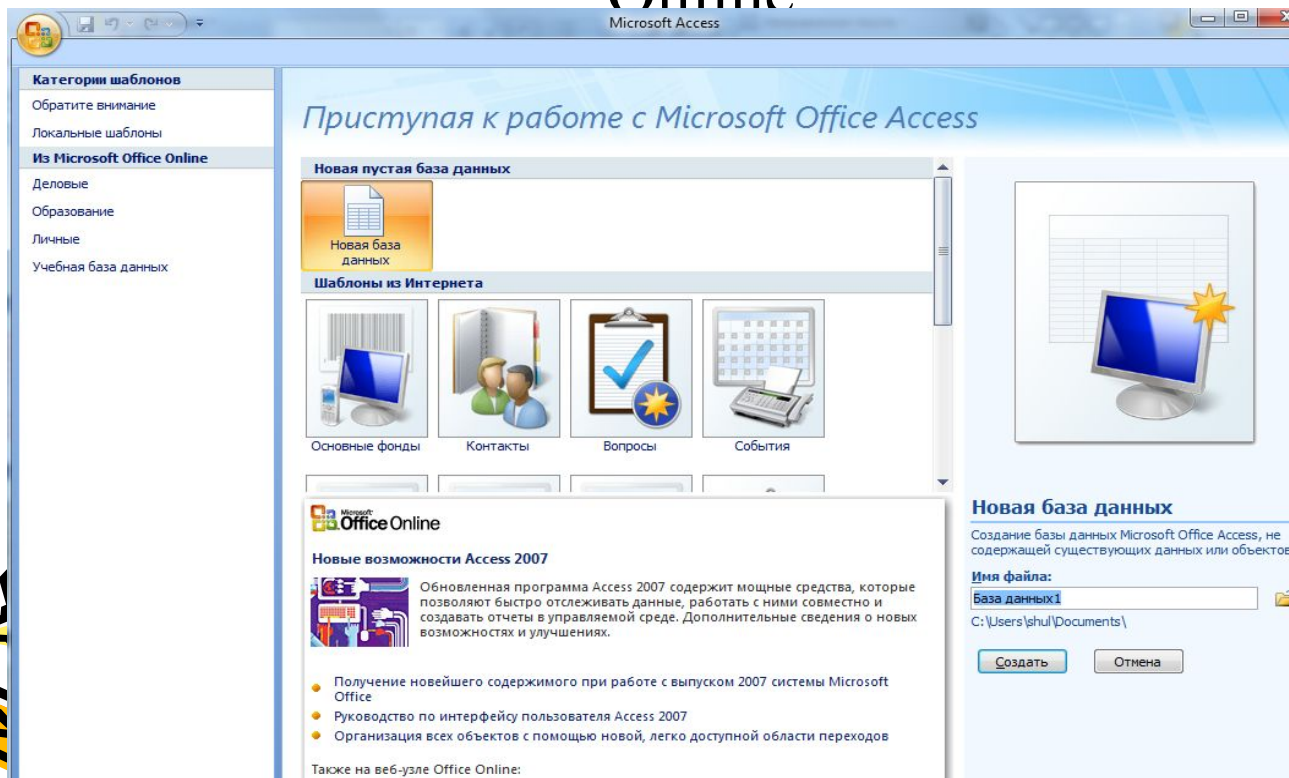 Online
Microsoft Access
Категории шаблонов
Обратите внимание
Локальные шаблоны
Из Microsoft Office Online
Деловые
Образование
Личные
Учебная база данных
Приступая к работе с Microsoft Office Access
Новая пустая база данных
Новая база
данных
Шаблоны из Интернета
Основные фонды
Контакты
Вопросы
События
Microsoft
Office Online
Новые возможности Access 2007
Обновленная программа Access 2007 содержит мощные средства, которые
позволяют быстро отслеживать данные, работать с ними совместно и
создавать отчеты в управляемой среде. Дополнительные сведения о новых
возможностях и улучшениях.
Получение новейшего содержимого при работе с выпуском 2007 системы Microsoft
Office
Руководство по интерфейсу пользователя Access 2007
Организация всех объектов с помощью новой, легко доступной области переходов
Также на веб-узле Office Online:
Новая база данных
Создание базы данных Microsoft Office Access, не
содержащей существующих данных или объектов
Имя файла:
База данных1
C:\Users\shul\Documents\
Создать
Отмена